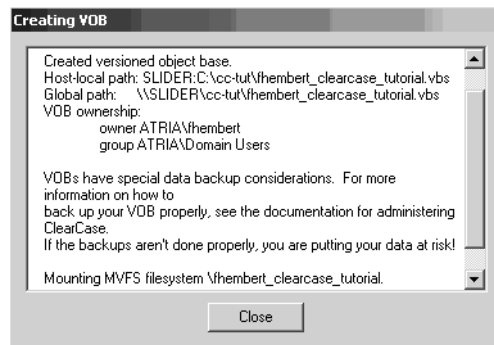 Creating VOB
Created versioned object base.
Host-local path: SLIDER:C:\cc-tut\fhembert_clearcase_tutorial.vbs
Global path: \\SLIDER\cc-tut\fhembert_clearcase_tutorial.vbs
VOB ownership:
owner ATRIA\fhembert
group ATRIA\Domain Users
VOBs have special data backup considerations. For more
information on how to
back up your VOB properly, see the documentation for administering
ClearCase.
If the backups aren't done properly, you are putting your data at risk!
Mounting MVFS filesystem \fhembert_clearcase_tutorial.
Close